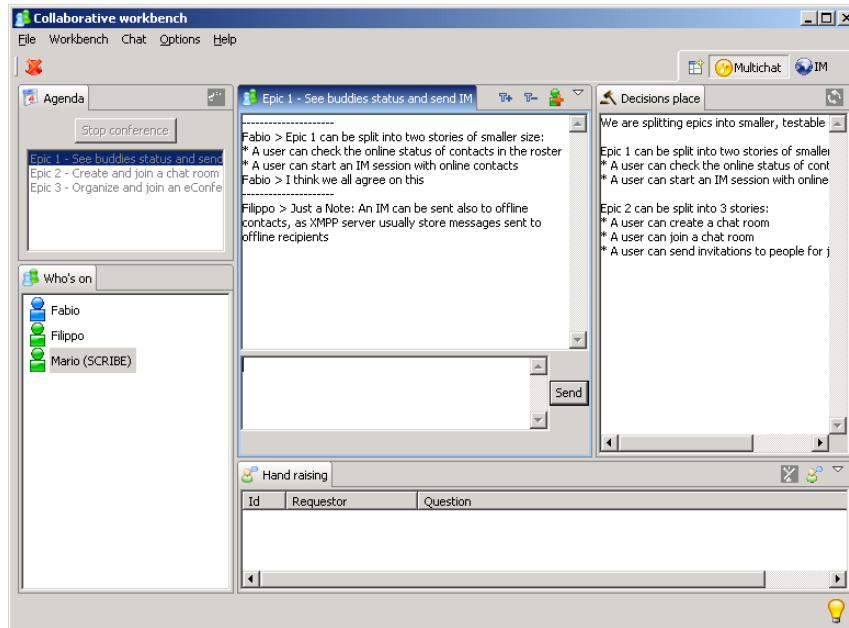 Collaborative workbench
File Workbench Chat Options Help
Multichat IM
Agenda
Stop conference
Epic 1 - See buddies status and send
Epic 2 - Create and join a chat room
Epic 3 - Organize and join an eConfe
Who's on
Fabio
Filippo
Mario (SCRIBE)
Epic 1 - See buddies status and send IM
T+ T-
---------------------
Fabio > Epic 1 can be split into two stories of smaller size:
* A user can check the online status of contacts in the roster
* A user can start an IM session with online contacts
Fabio > I think we all agree on this
---------------------
Filippo > Just a Note: An IM can be sent also to offline
contacts, as XMPP server usually store messages sent to
offline recipients
Send
Decisions place
We are splitting epics into smaller, testable
Epic 1 can be split into two stories of smaller
* A user can check the online status of cont
* A user can start an IM session with online
Epic 2 can be split into 3 stories:
* A user can create a chat room
* A user can join a chat room
* A user can send invitations to people for j
Hand raising
Id Requestor Question